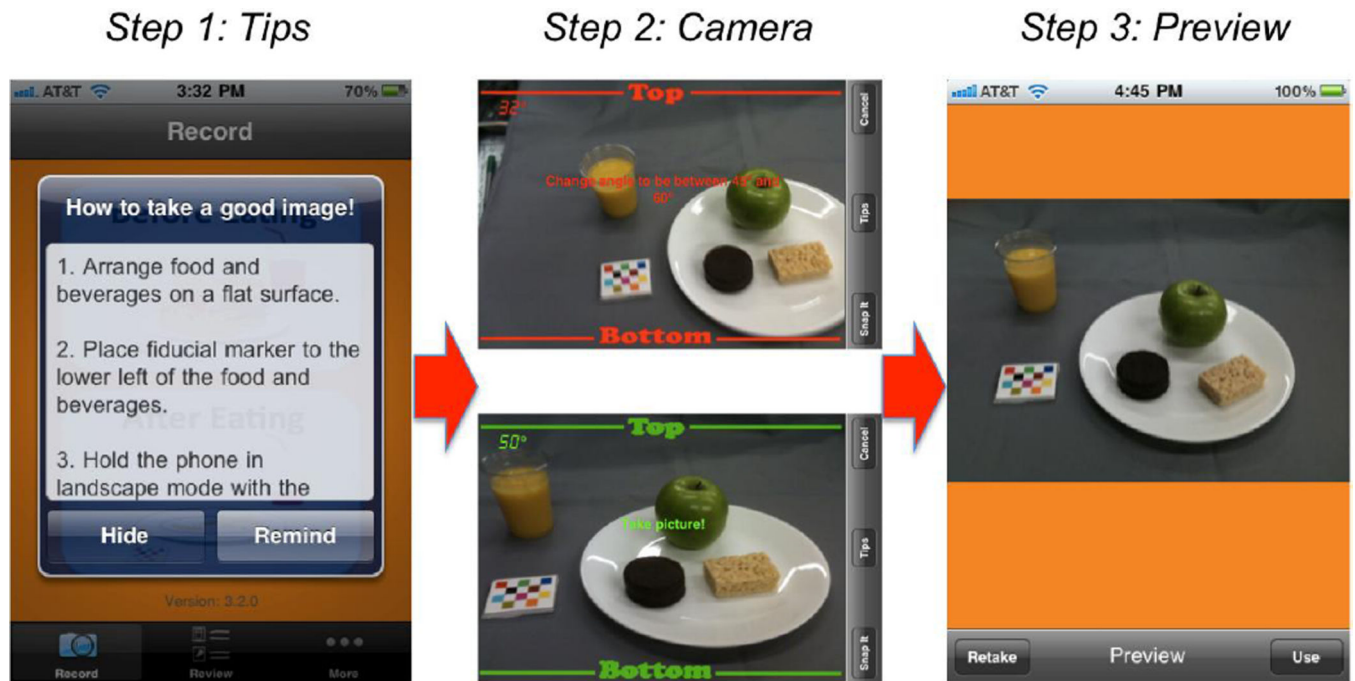 Step 1: Tips
Step 2: Camera
Step 3: Preview
AT&T 3:32 PM 70%
Record
Before Eating
How to take a good image!
1. Arrange food and
beverages on a flat surface.
2. Place fiducial marker to the
lower left of the food and
beverages.
After Eating
3. Hold the phone in
landscape mode with the
Hide Remind
Version: 3.2.0
Record Review More
Top
32°
Change angle to be between 45° and
60°
Bottom
Cancel
Tips
Snap It
Top
50°
Take picture!
Bottom
Cancel
Tips
Snap It
AT&T 4:45 PM 100%
Retake Preview Use